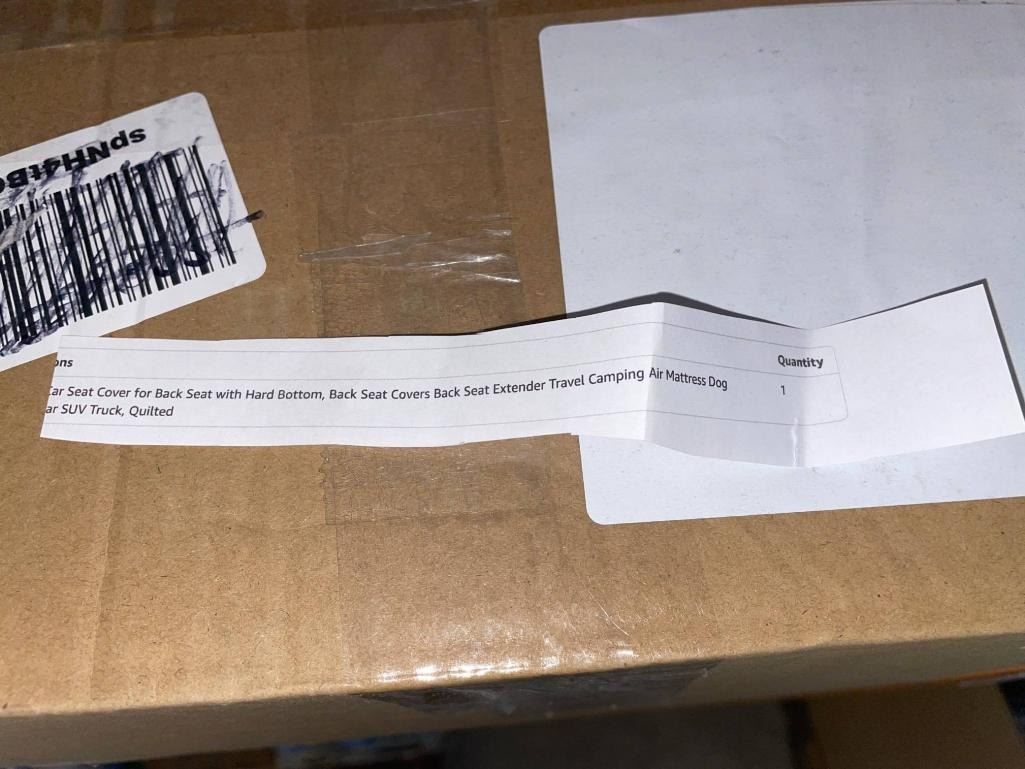 spNH4tB
ons Quantity
Car Seat Cover for Back Seat with Hard Bottom, Back Seat Covers Back Seat Extender Travel Camping Air Mattress Dog 1
ar SUV Truck, Quilted